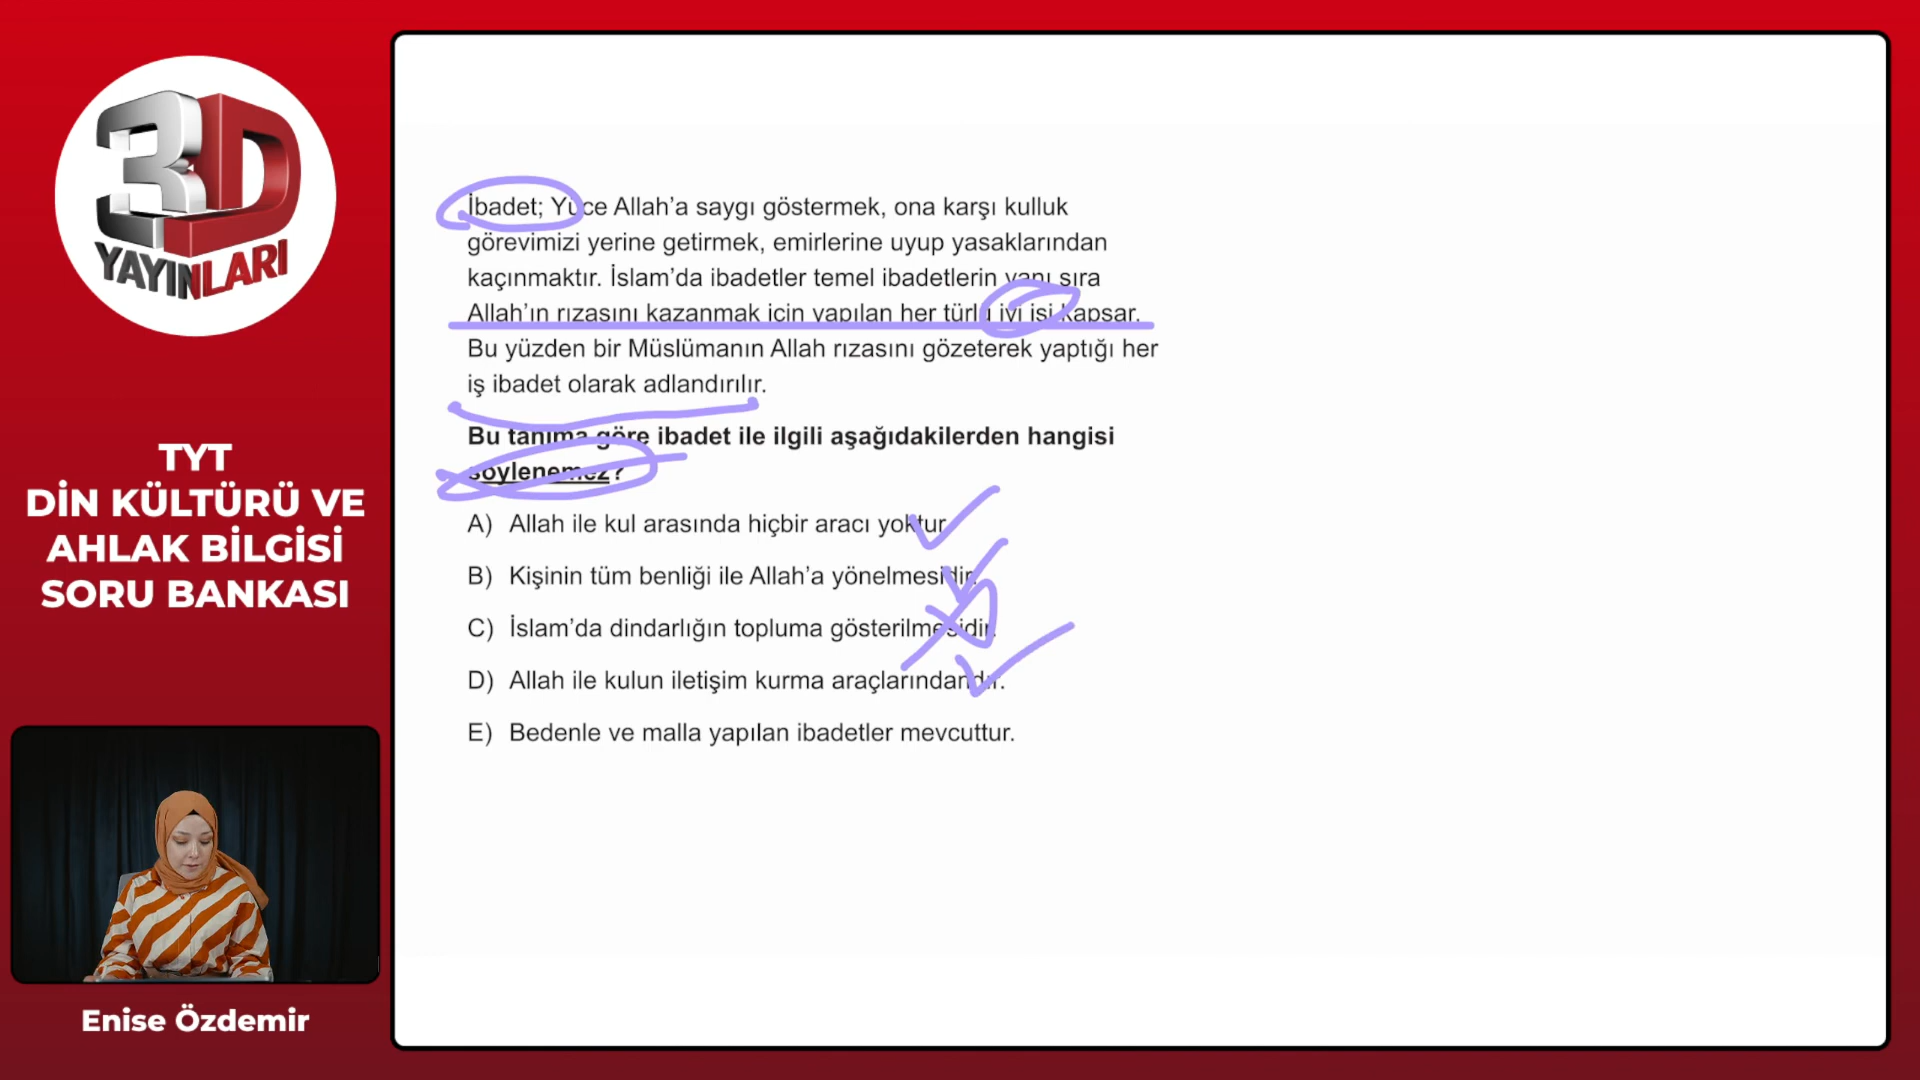 3D
YAYINLARI
TYT
DİN KÜLTÜRÜ VE
AHLAK BİLGİSİ
SORU BANKASI
Enise Özdemir
İbadet; Yüce Allah'a saygı göstermek, ona karşı kulluk
görevimizi yerine getirmek, emirlerine uyup yasaklarından
kaçınmaktır. İslam'da ibadetler temel ibadetlerin yanı sıra
Allah'ın rızasını kazanmak için yapılan her türlü iyi işi kapsar.
Bu yüzden bir Müslümanın Allah rızasını gözeterek yaptığı her
iş ibadet olarak adlandırılır.
Bu tanıma göre ibadet ile ilgili aşağıdakilerden hangisi
söylenemez?
A) Allah ile kul arasında hiçbir aracı yoktur.
B) Kişinin tüm benliği ile Allah'a yönelmesidir.
C) İslam'da dindarlığın topluma gösterilmesidir.
D) Allah ile kulun iletişim kurma araçlarındandır.
E) Bedenle ve malla yapılan ibadetler mevcuttur.